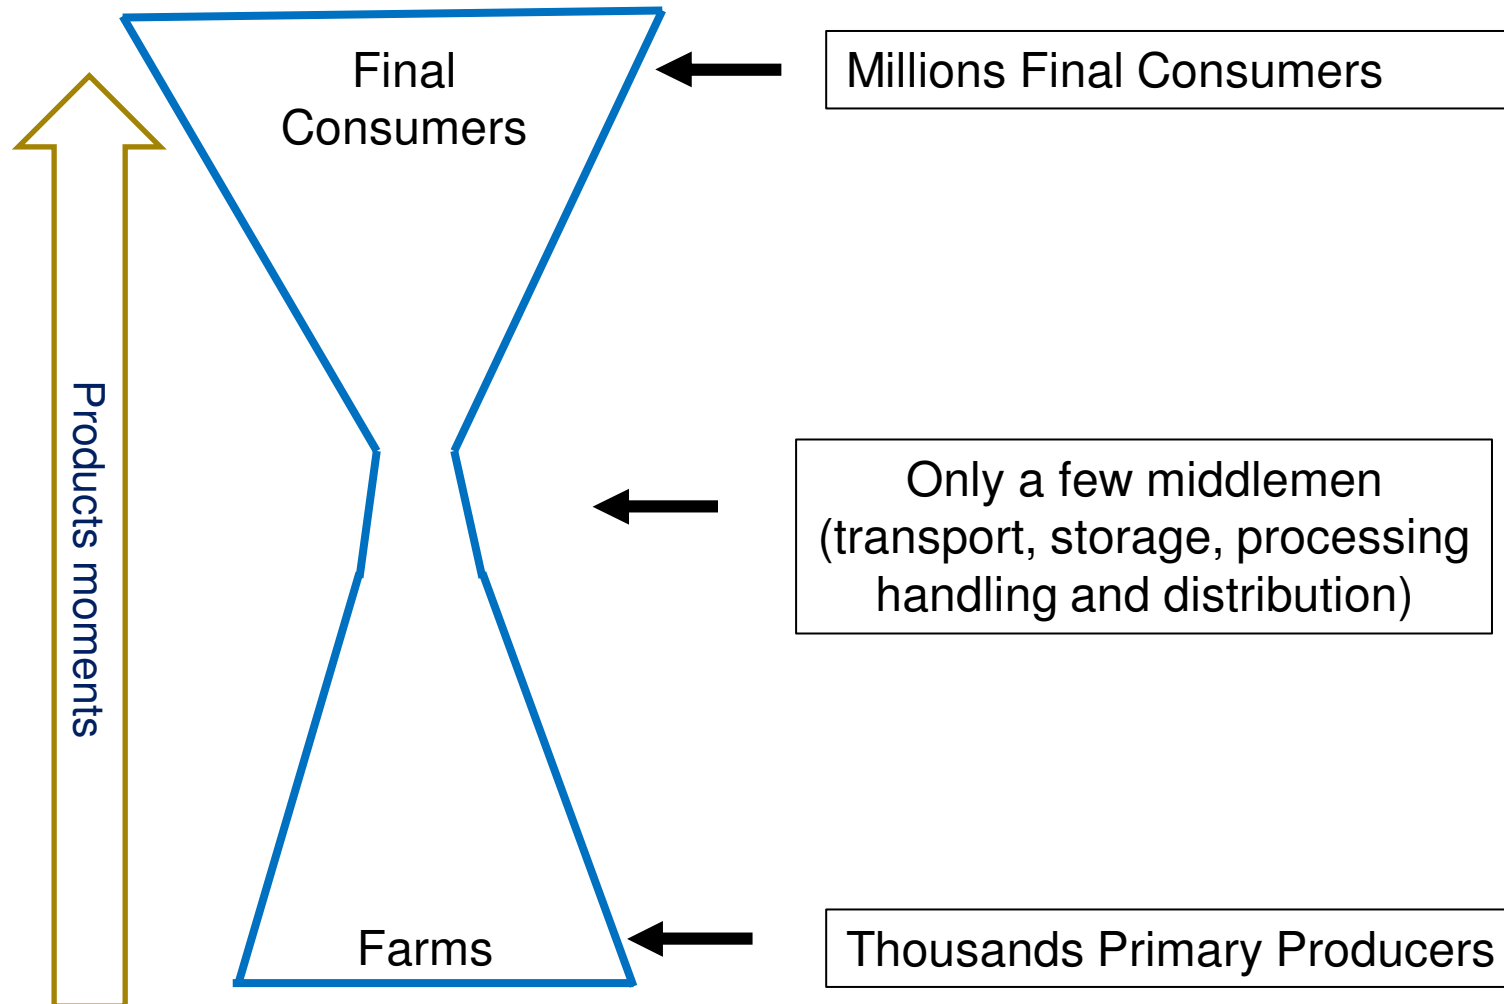 Final
Consumers
Millions Final Consumers
Products moments
Only a few middlemen
(transport, storage, processing
handling and distribution)
Farms
Thousands Primary Producers